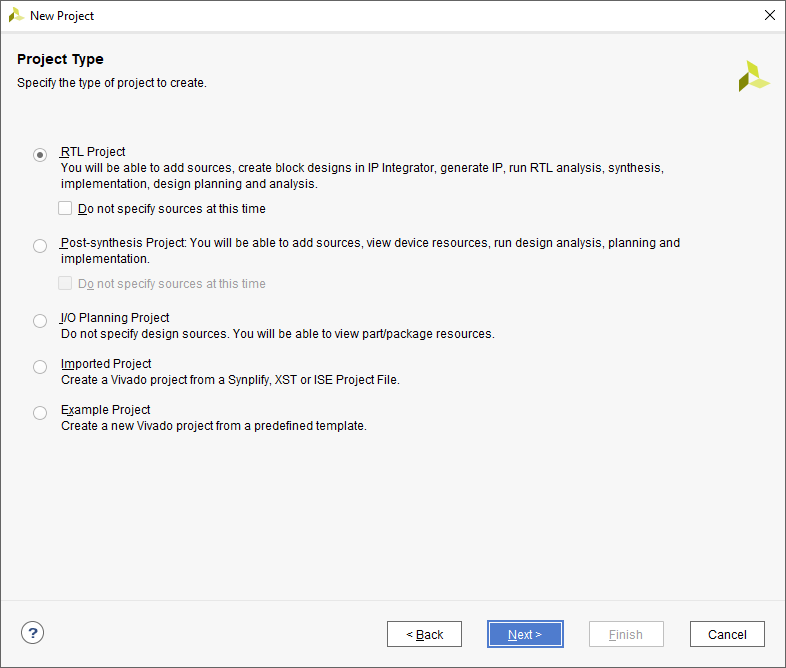 New Project
Project Type
Specify the type of project to create.
RTL Project
You will be able to add sources, create block designs in IP Integrator, generate IP, run RTL analysis, synthesis,
implementation, design planning and analysis.
Do not specify sources at this time
Post-synthesis Project: You will be able to add sources, view device resources, run design analysis, planning and
implementation.
Do not specify sources at this time
I/O Planning Project
Do not specify design sources. You will be able to view part/package resources.
Imported Project
Create a Vivado project from a Synplify, XST or ISE Project File.
Example Project
Create a new Vivado project from a predefined template.
? < Back Next > Finish Cancel